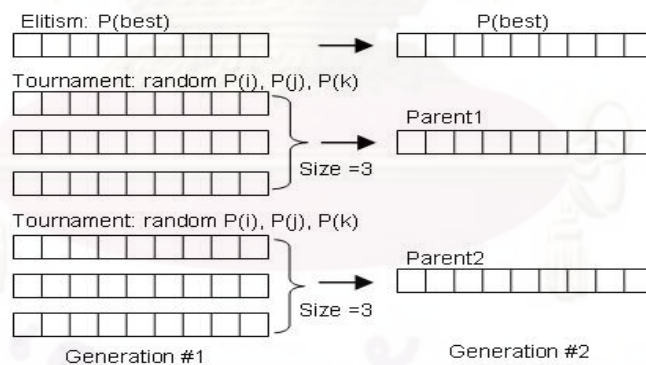 Elitism: P(best)
P(best)
Tournament: random P(i), P(j), P(k)
Parent1
Size =3
Tournament: random P(i), P(j), P(k)
Parent2
Size =3
Generation #1
Generation #2